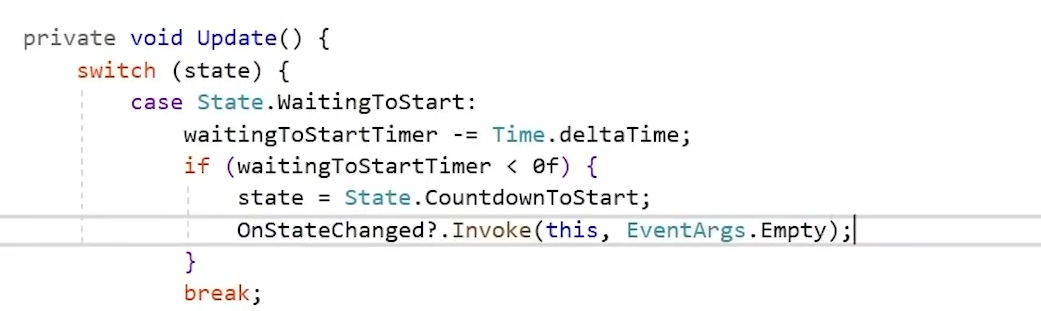 private void Update() {
switch (state) {
case State.WaitingToStart:
waitingToStartTimer -= Time.deltaTime;
if (waitingToStartTimer < 0f) {
state = State.CountdownToStart;
OnStateChanged?.Invoke(this, EventArgs.Empty);
}
break;